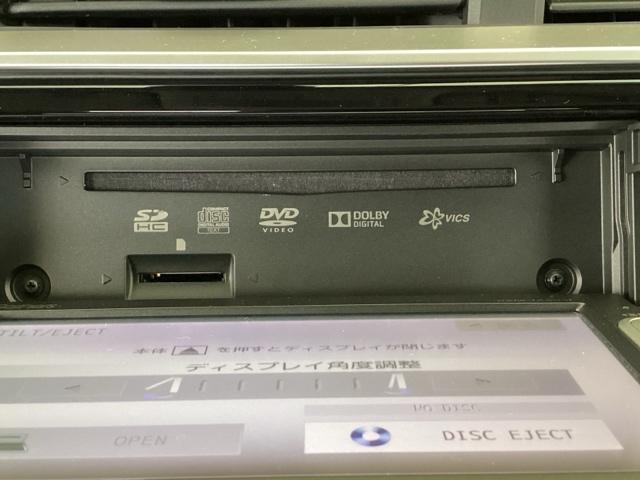 SD HC
COMPACT disc DIGITAL AUDIO TEXT
DVD VIDEO
DOLBY DIGITAL
VICS
TILT/EJECT
本体 ▲ を押すとディスプレイが閉じます
ディスプレイ角度調整
NO DISC
OPEN
DISC EJECT